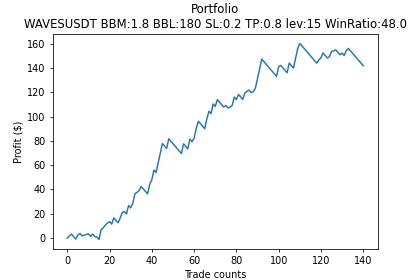 Portfolio
WAVESUSDT BBM:1.8 BBL:180 SL:0.2 TP:0.8 lev:15 WinRatio:48.0
160
140
120
100
80
60
40
20
0
Profit ($)
0 20 40 60 80 100 120 140
Trade counts